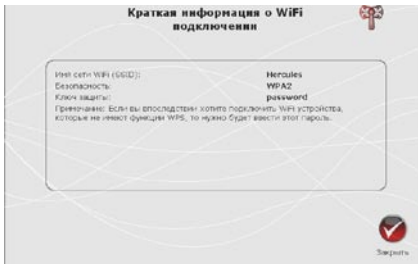 Краткая информация о WiFi
подключении
Имя сети WiFi (SSID): Hercules
Безопасность: WPA2
Ключ защиты: password
Примечание: Если вы впоследствии хотите подключить WiFi устройства,
которые не имеют функции WPS, то нужно будет ввести этот пароль.
Закрыть